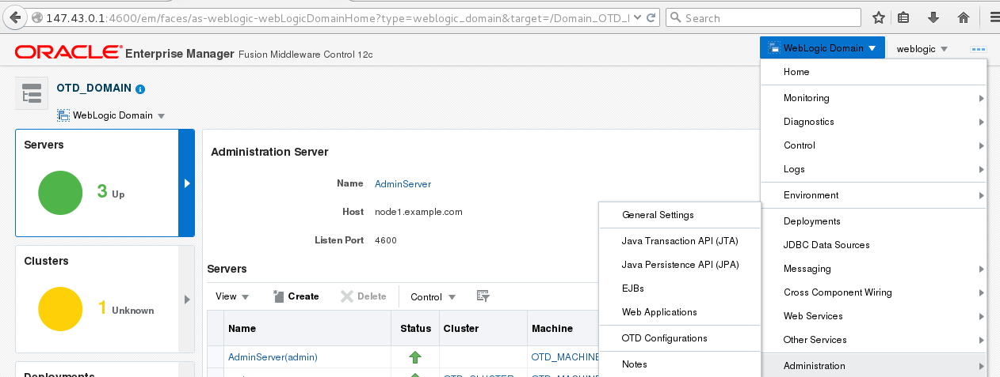 147.43.0.1:4600/em/faces/as-weblogic-webLogicDomainHome?type=weblogic_domain&target=/Domain_OTD_
Search
ORACLE® Enterprise Manager Fusion Middleware Control 12c
WebLogic Domain
weblogic
OTD_DOMAIN
WebLogic Domain
Servers
3 Up
Clusters
1 Unknown
Deployments
Administration Server
Name AdminServer
Host node1.example.com
Listen Port 4600
Servers
View Create Delete Control
Name Status Cluster Machine
AdminServer(admin) OTD_MACHINE
OTD_CLUSTER OTD_MACHINE
General Settings
Java Transaction API (JTA)
Java Persistence API (JPA)
EJBs
Web Applications
OTD Configurations
Notes
Home
Monitoring
Diagnostics
Control
Logs
Environment
Deployments
JDBC Data Sources
Messaging
Cross Component Wiring
Web Services
Other Services
Administration